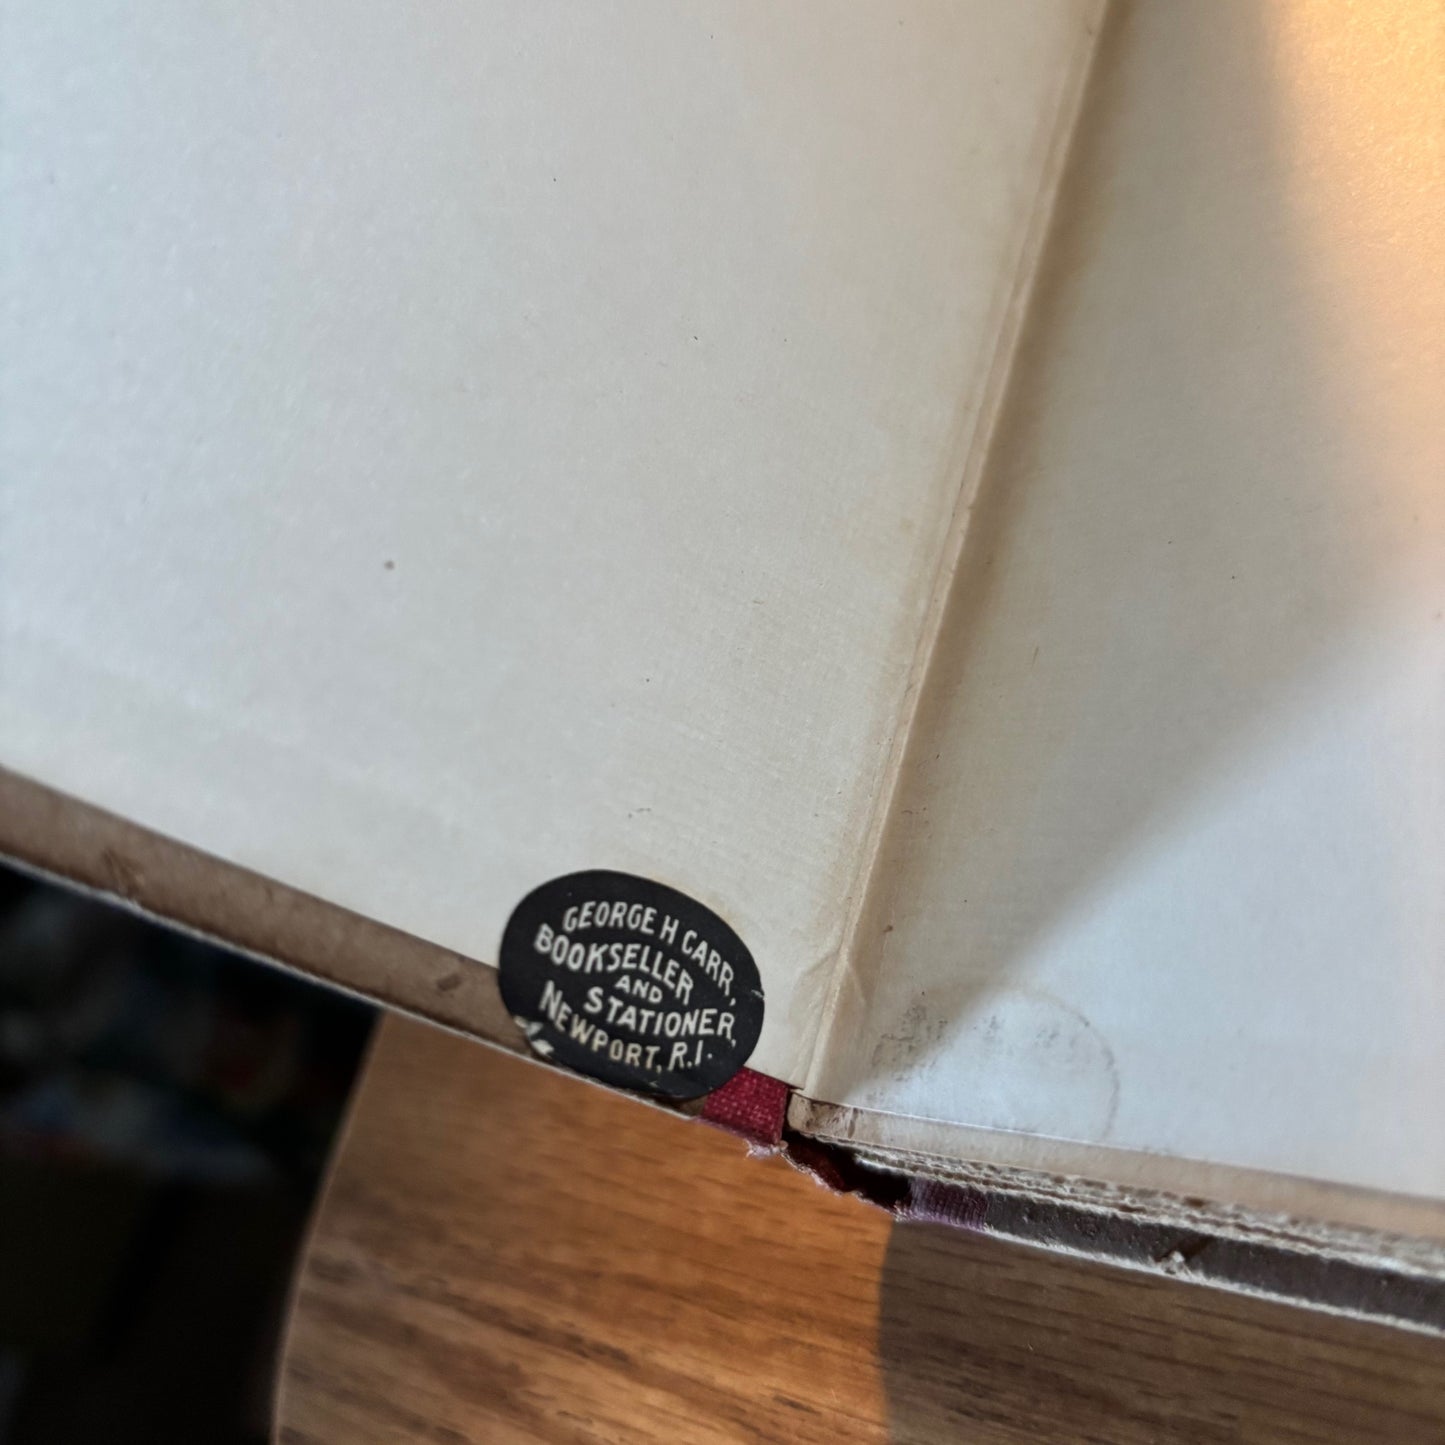 GEORGE H CARR,
BOOKSELLER
AND
STATIONER,
NEWPORT, R.I.